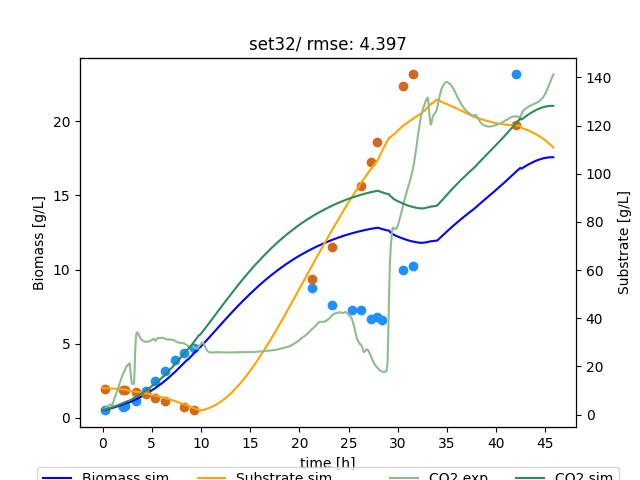 set32/ rmse: 4.397
Biomass [g/L]
20
15
10
5
0
140
120
100
80
60
40
20
0
Substrate [g/L]
0 5 10 15 20 25 30 35 40 45
time [h]
Biomass sim Substrate sim CO2 exp CO2 sim